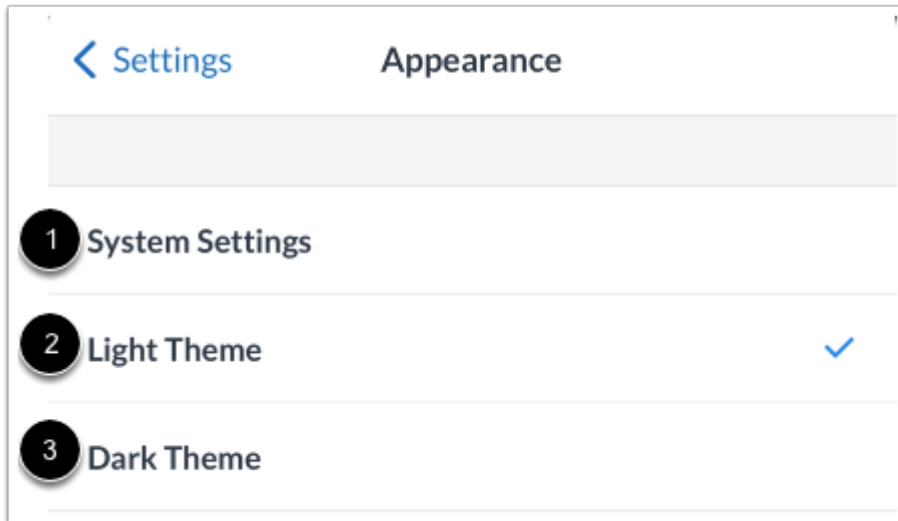 Settings Appearance
1 System Settings
2 Light Theme
3 Dark Theme